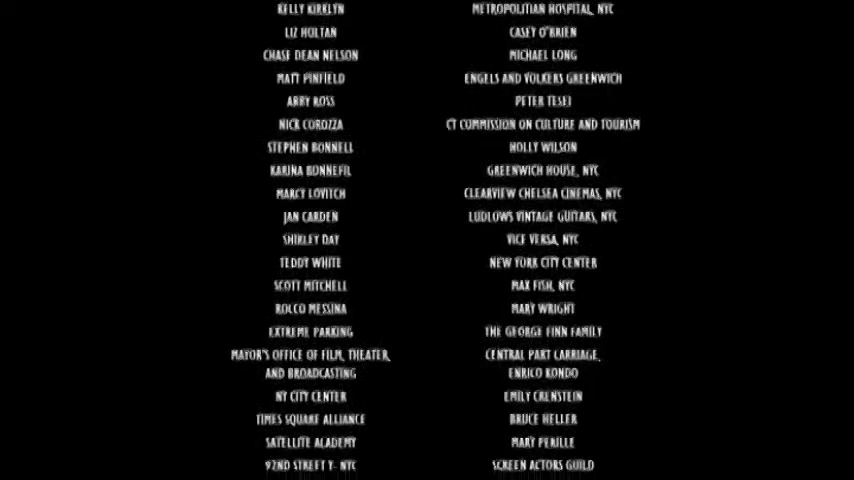 KELLY KIRKLYN
LIZ HOLTAN
CHASE DEAN NELSON
MATT PINFIELD
ABBY ROSS
NICK COROZZA
STEPHEN BONNELL
KARINA BONNEFIL
MARCY LOVITCH
JAN CARDEN
SHIRLEY DAY
TEDDY WHITE
SCOTT MITCHELL
ROCCO MESSINA
EXTREME PARKING
MAYOR'S OFFICE OF FILM, THEATER,
AND BROADCASTING
NY CITY CENTER
TIMES SQUARE ALLIANCE
SATELLITE ACADEMY
92ND STREET Y- NYC
METROPOLITIAN HOSPITAL, NYC
CASEY O'BRIEN
MICHAEL LONG
ENGELS AND VOLKERS GREENWICH
PETER TESEI
CT COMMISSION ON CULTURE AND TOURISM
HOLLY WILSON
GREENWICH HOUSE, NYC
CLEARVIEW CHELSEA CINEMAS, NYC
LUDLOWS VINTAGE GUITARS, NYC
VICE VERSA, NYC
NEW YORK CITY CENTER
MAX FISH, NYC
MARY WRIGHT
THE GEORGE FINN FAMILY
CENTRAL PART CARRIAGE,
ENRICO RONDO
EMILY
BRUCE HELLER
MARY PERILLE
SCREEN ACTORS GUILD